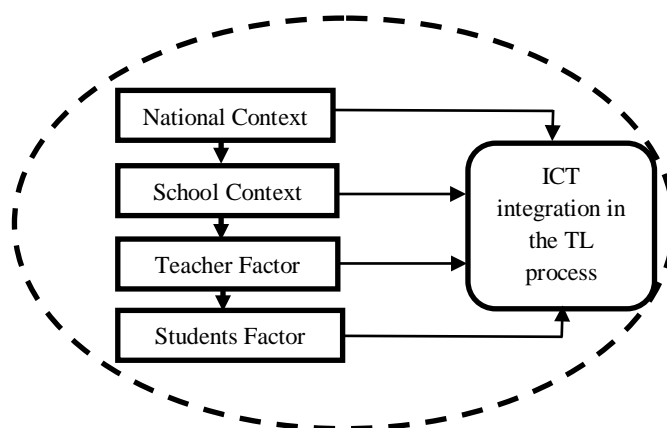 National Context
School Context
Teacher Factor
Students Factor
ICT
integration in
the TL
process